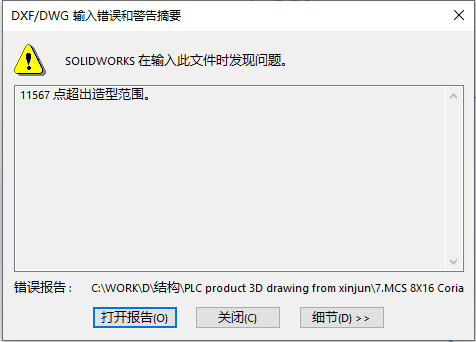 DXF/DWG 输入错误和警告摘要
SOLIDWORKS 在输入此文件时发现问题。
11567 点超出造型范围。
错误报告： C:\WORK\D\结构\PLC product 3D drawing from xinjun\7.MCS 8X16 Coria
打开报告(O) 关闭(C) 细节(D) >>